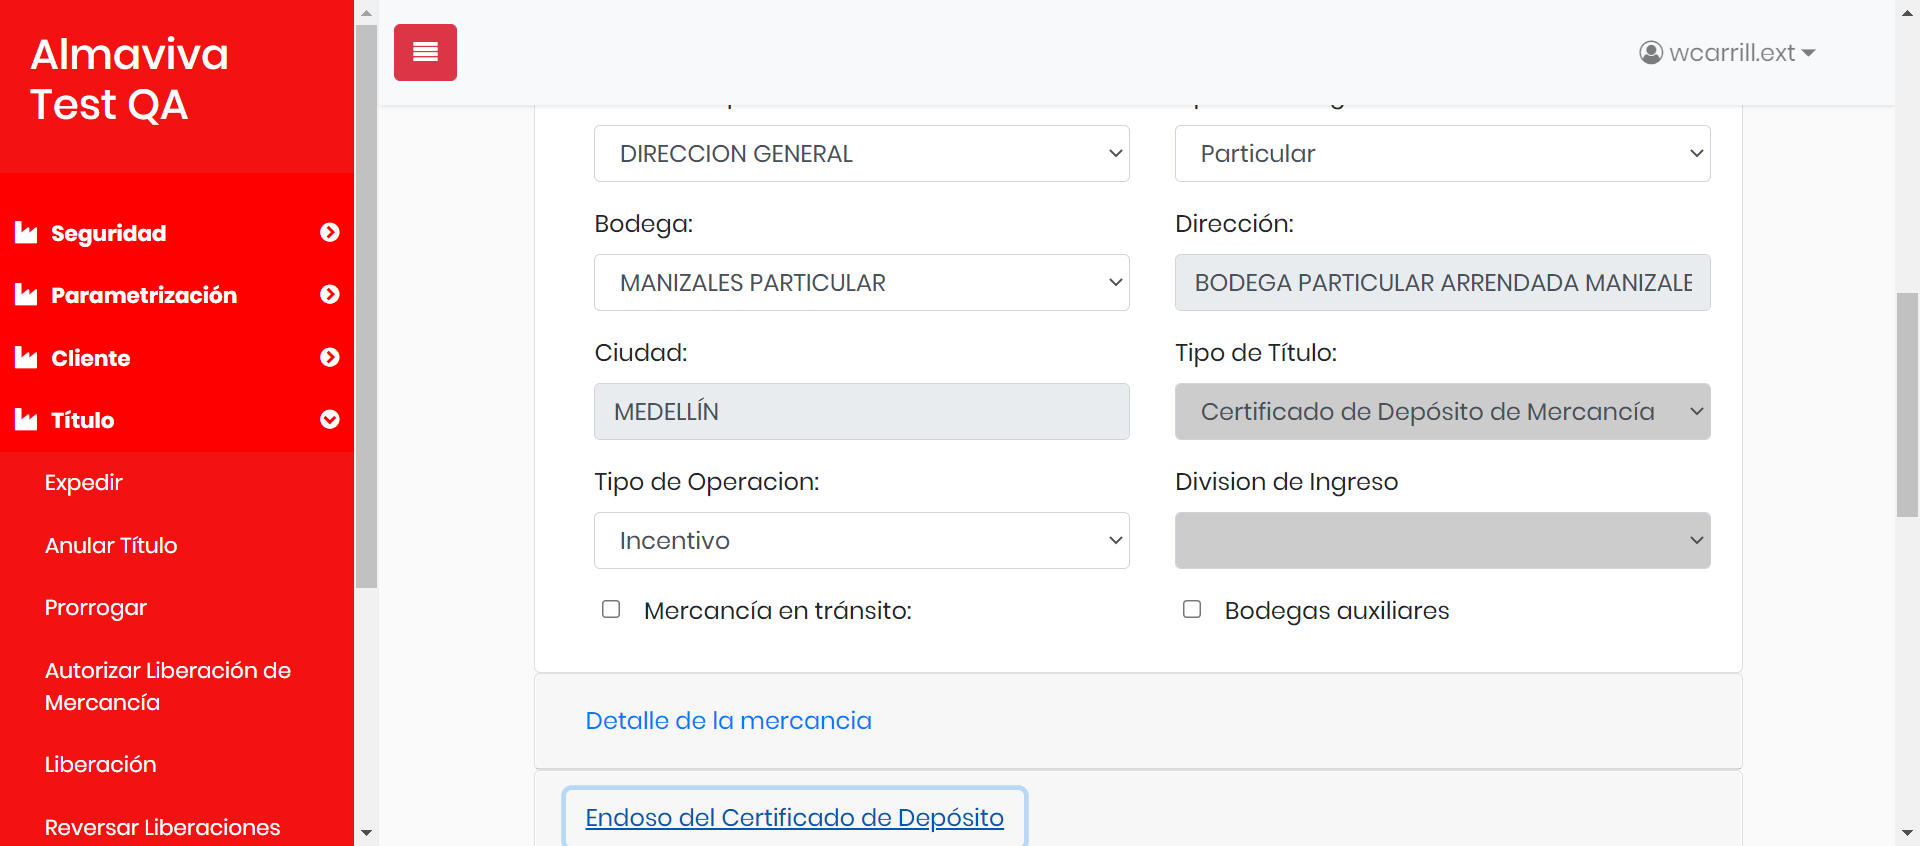 Almaviva
Test QA
wcarrill.ext
Seguridad
Parametrización
Cliente
Título
Expedir
Anular Título
Prorrogar
Autorizar Liberación de
Mercancía
Liberación
Reversar Liberaciones
DIRECCION GENERAL
Particular
Bodega:
Dirección:
MANIZALES PARTICULAR
BODEGA PARTICULAR ARRENDADA MANIZALE
Ciudad:
Tipo de Título:
MEDELLÍN
Certificado de Depósito de Mercancía
Tipo de Operacion:
Division de Ingreso
Incentivo
Mercancía en tránsito:
Bodegas auxiliares
Detalle de la mercancia
Endoso del Certificado de Depósito